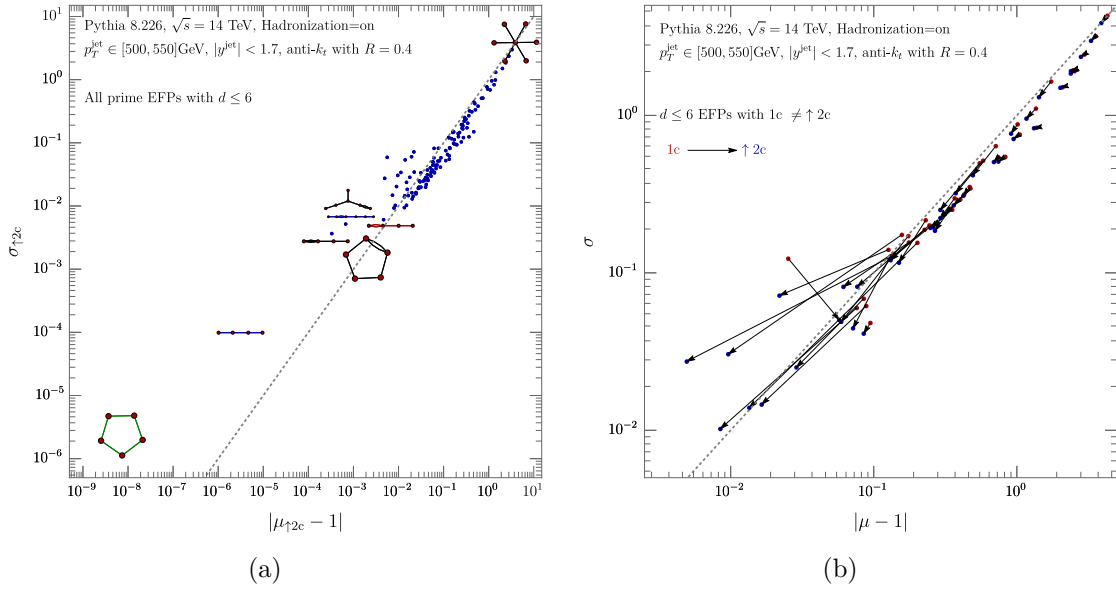 Pythia 8.226, √s = 14 TeV, Hadronization=on
p_T^jet ∈ [500, 550]GeV, |y^jet| < 1.7, anti-k_t with R = 0.4
All prime EFPs with d ≤ 6
10^1
10^0
10^−1
10^−2
10^−3
10^−4
10^−5
10^−6
σ_↑2c
10^−9 10^−8 10^−7 10^−6 10^−5 10^−4 10^−3 10^−2 10^−1 10^0 10^1
|μ_↑2c − 1|
(a)
Pythia 8.226, √s = 14 TeV, Hadronization=on
p_T^jet ∈ [500, 550]GeV, |y^jet| < 1.7, anti-k_t with R = 0.4
d ≤ 6 EFPs with 1c ≠ ↑ 2c
1c ↑ 2c
10^0
10^−1
10^−2
σ
10^−2 10^−1 10^0
|μ − 1|
(b)